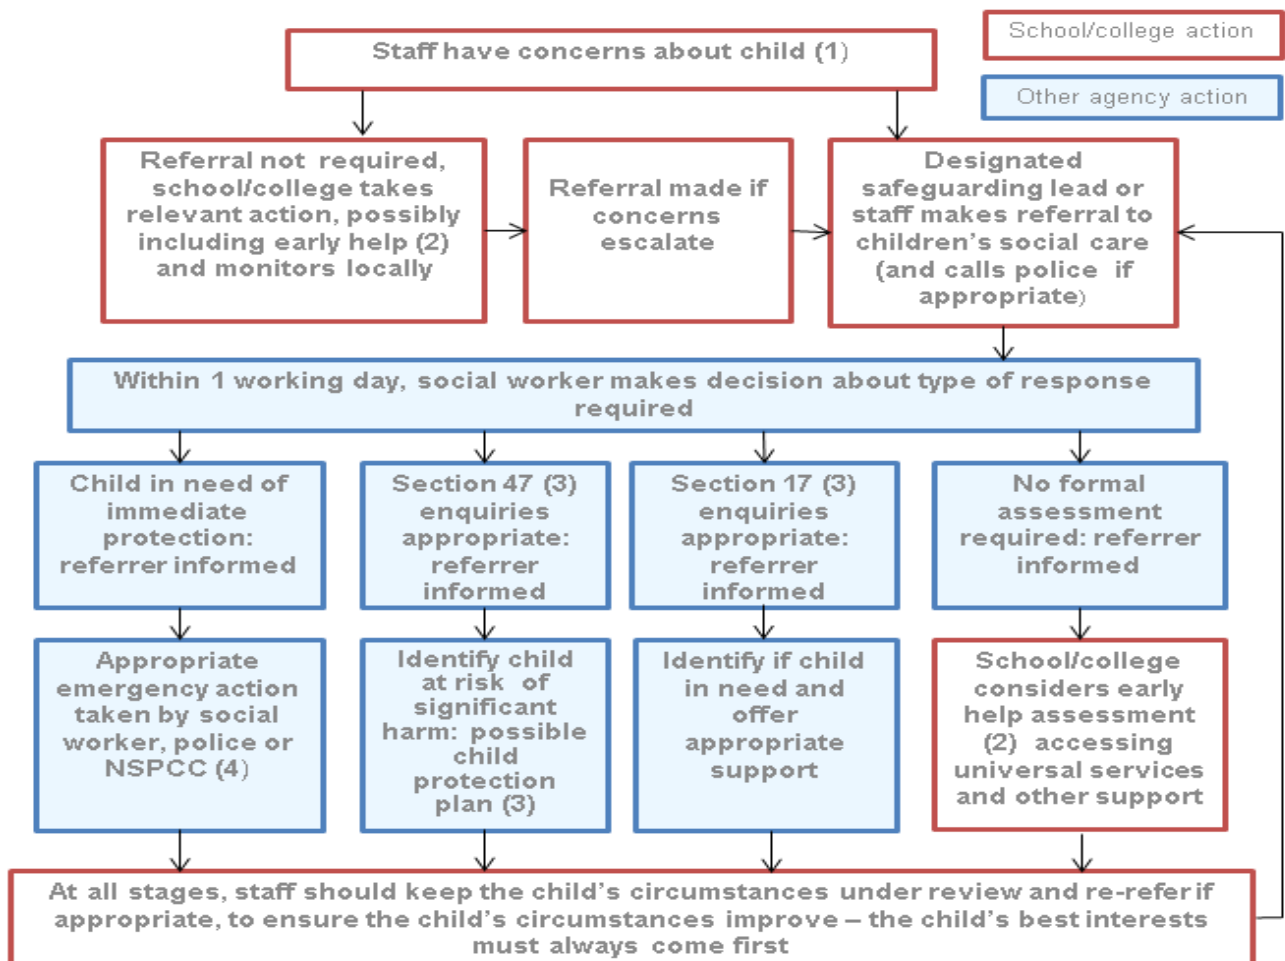 School/college action
Other agency action
Staff have concerns about child (1)
Referral not required,
school/college takes
relevant action, possibly
including early help (2)
and monitors locally
Referral made if
concerns
escalate
Designated
safeguarding lead or
staff makes referral to
children's social care
(and calls police if
appropriate)
Within 1 working day, social worker makes decision about type of response
required
Child in need of
immediate
protection:
referrer informed
Section 47 (3)
enquiries
appropriate:
referrer
informed
Section 17 (3)
enquiries
appropriate:
referrer
informed
No formal
assessment
required: referrer
informed
Appropriate
emergency action
taken by social
worker, police or
NSPCC (4)
Identify child
at risk of
significant
harm: possible
child
protection
plan (3)
Identify if child
in need and
offer
appropriate
support
School/college
considers early
help assessment
(2) accessing
universal services
and other support
At all stages, staff should keep the child's circumstances under review and re-refer if
appropriate, to ensure the child's circumstances improve – the child's best interests
must always come first